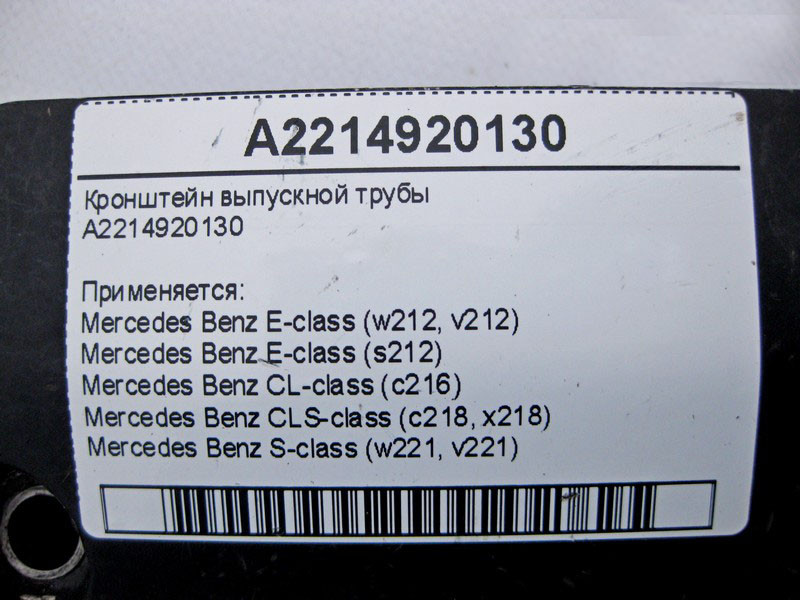 A2214920130
Кронштейн выпускной трубы
A2214920130
Применяется:
Mercedes Benz E-class (w212, v212)
Mercedes Benz E-class (s212)
Mercedes Benz CL-class (c216)
Mercedes Benz CLS-class (c218, x218)
Mercedes Benz S-class (w221, v221)